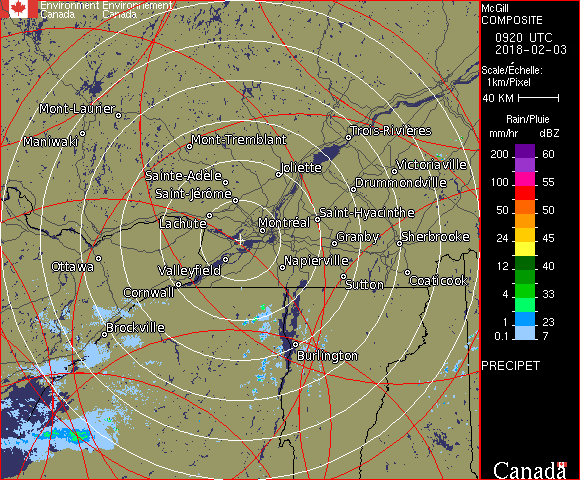 Environment Environnement
Canada Canada
McGill
COMPOSITE
0920 UTC
2018-02-03
Scale/Échelle:
1km/Pixel
40 KM
Rain/Pluie
mm/hr dBZ
200 60
155
100 55
50 50
24 45
12 40
4 33
1 23
0.1 7
PRECIPET
Canada
Mont-Laurier
Maniwaki
Mont-Tremblant
Trois-Rivières
Sainte-Adèle
Joliette
Victoriaville
Saint-Jérôme
Drummondville
Lachute
Montréal
Saint-Hyacinthe
Granby
Sherbrooke
Ottawa
Valleyfield
Napierville
Cornwall
Sutton
Coaticook
Brockville
Burlington